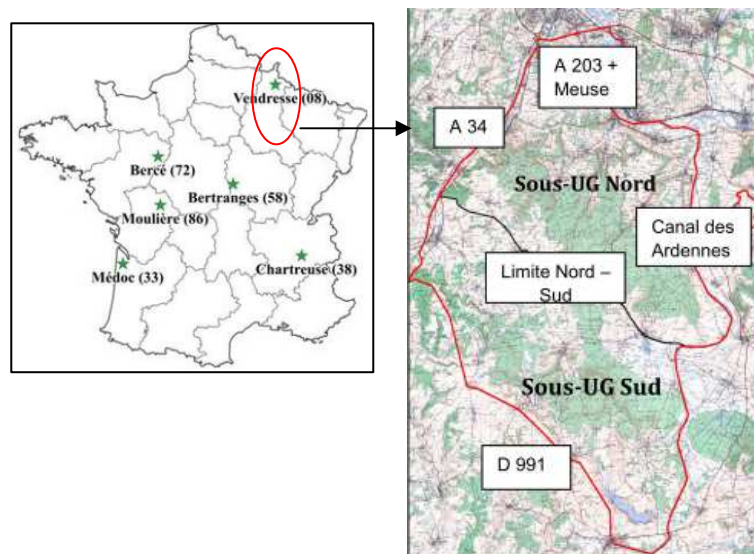 Vendresse (08)
Bercé (72)
Bertranges (58)
Moulière (86)
Médoc (33)
Chartreuse (38)
A 203 +
Meuse
A 34
Sous-UG Nord
Canal des
Ardennes
Limite Nord –
Sud
Sous-UG Sud
D 991